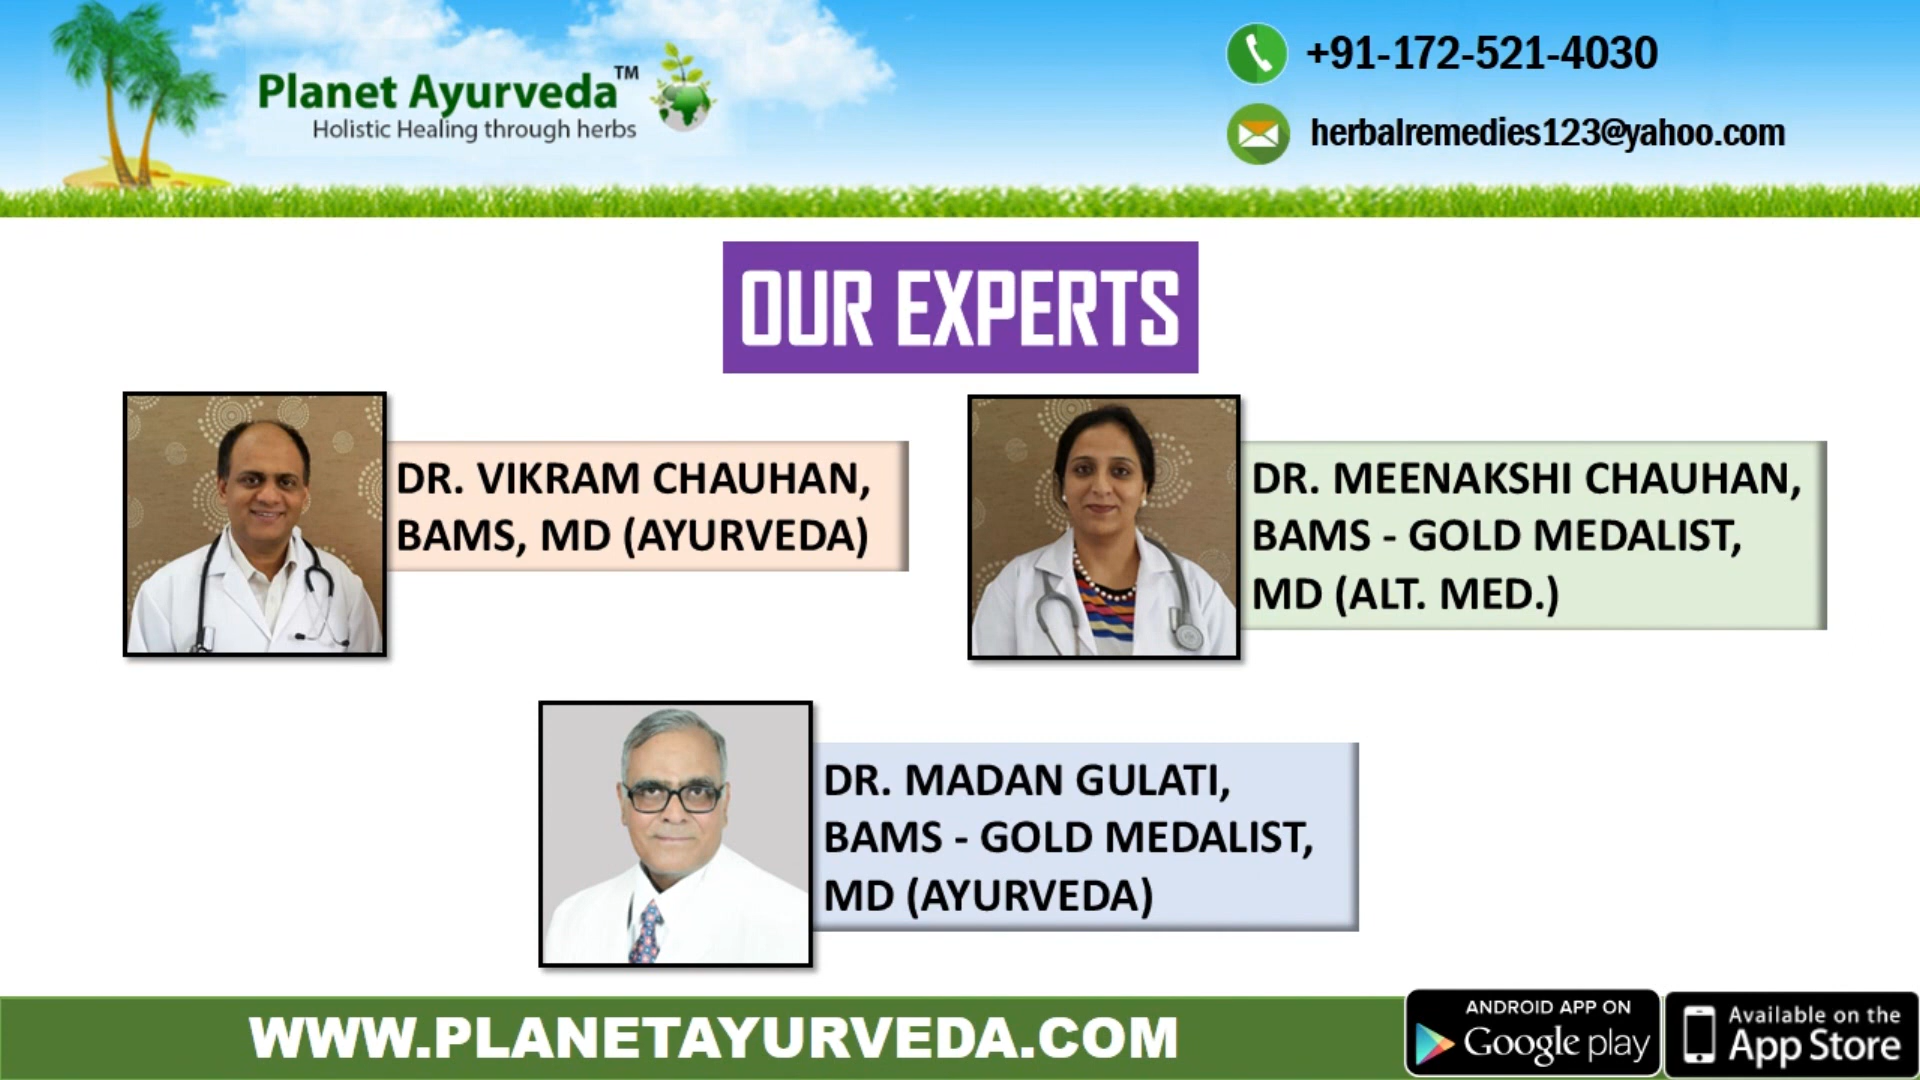 Planet Ayurveda™
Holistic Healing through herbs
+91-172-521-4030
herbalremedies123@yahoo.com
OUR EXPERTS
DR. VIKRAM CHAUHAN,
BAMS, MD (AYURVEDA)
DR. MEENAKSHI CHAUHAN,
BAMS - GOLD MEDALIST,
MD (ALT. MED.)
DR. MADAN GULATI,
BAMS - GOLD MEDALIST,
MD (AYURVEDA)
WWW.PLANETAYURVEDA.COM
ANDROID APP ON
Google play
Available on the
App Store